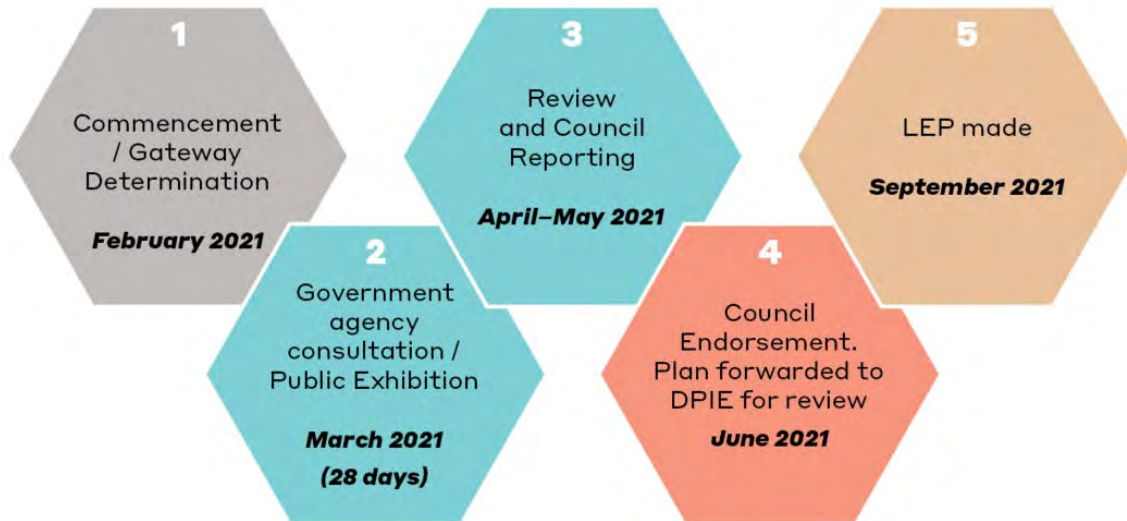 1
Commencement
/ Gateway
Determination
February 2021
2
Government
agency
consultation /
Public Exhibition
March 2021
(28 days)
3
Review
and Council
Reporting
April–May 2021
4
Council
Endorsement.
Plan forwarded to
DPIE for review
June 2021
5
LEP made
September 2021